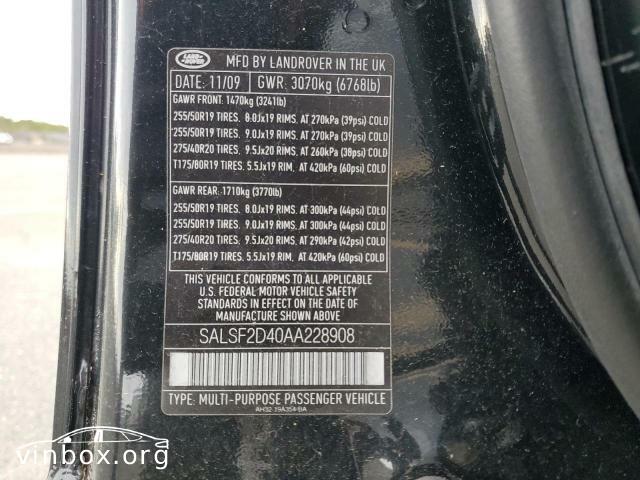 LAND-ROVER
MFD BY LANDROVER IN THE UK
DATE: 11/09 GWR: 3070kg (6768lb)
GAWR FRONT: 1470kg (3241lb)
255/50R19 TIRES. 8.0Jx19 RIMS. AT 270kPa (39psi) COLD
255/50R19 TIRES. 9.0Jx19 RIMS. AT 270kPa (39psi) COLD
275/40R20 TIRES. 9.5Jx20 RIMS. AT 260kPa (38psi) COLD
T175/80R19 TIRES. 5.5Jx19 RIM. AT 420kPa (60psi) COLD
GAWR REAR: 1710kg (3770lb)
255/50R19 TIRES. 8.0Jx19 RIMS. AT 300kPa (44psi) COLD
255/50R19 TIRES. 9.0Jx19 RIMS. AT 300kPa (44psi) COLD
275/40R20 TIRES. 9.5Jx20 RIMS. AT 290kPa (42psi) COLD
T175/80R19 TIRES. 5.5Jx19 RIM. AT 420kPa (60psi) COLD
THIS VEHICLE CONFORMS TO ALL APPLICABLE
U.S. FEDERAL MOTOR VEHICLE SAFETY
STANDARDS IN EFFECT ON THE DATE OF
MANUFACTURE SHOWN ABOVE.
SALSF2D40AA228908
TYPE: MULTI-PURPOSE PASSENGER VEHICLE
AH32-19A354-BA
vinbox.org